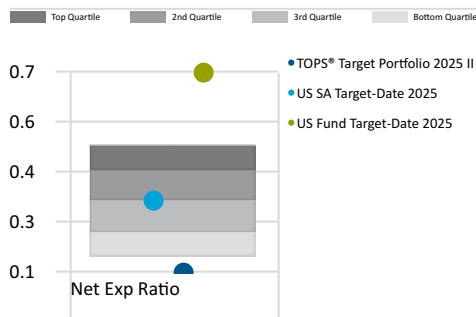 Top Quartile 2nd Quartile 3rd Quartile Bottom Quartile
0.7
0.6
0.4
0.3
0.1
Net Exp Ratio
TOPS® Target Portfolio 2025 II
US SA Target-Date 2025
US Fund Target-Date 2025